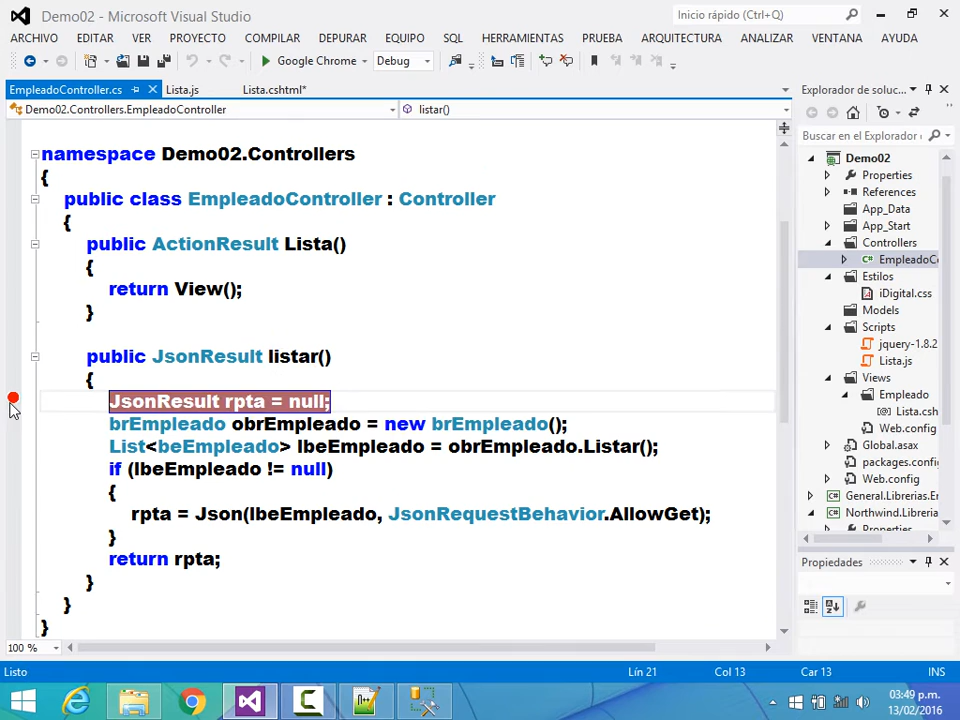 Demo02 - Microsoft Visual Studio
Inicio rápido (Ctrl+Q)
ARCHIVO EDITAR VER PROYECTO COMPILAR DEPURAR EQUIPO SQL HERRAMIENTAS PRUEBA ARQUITECTURA ANALIZAR VENTANA AYUDA
Google Chrome Debug
EmpleadoController.cs Lista.js Lista.cshtml*
Explorador de soluc...
Demo02.Controllers.EmpleadoController listar()
Buscar en el Explorador
namespace Demo02.Controllers
{
public class EmpleadoController : Controller
{
public ActionResult Lista()
{
return View();
}
public JsonResult listar()
{
JsonResult rpta = null;
brEmpleado obrEmpleado = new brEmpleado();
List<beEmpleado> lbeEmpleado = obrEmpleado.Listar();
if (lbeEmpleado != null)
{
rpta = Json(lbeEmpleado, JsonRequestBehavior.AllowGet);
}
return rpta;
}
}
}
Demo02
Properties
References
App_Data
App_Start
Controllers
C# EmpleadoCo
Estilos
iDigital.css
Models
Scripts
jquery-1.8.2
Lista.js
Views
Empleado
Lista.csh
Web.config
Global.asax
packages.config
Web.config
General.Librerias.En
Northwind.Libreria
Properties
Propiedades
100 %
Listo Lín 21 Col 13 Car 13 INS
03:49 p.m.
13/02/2016